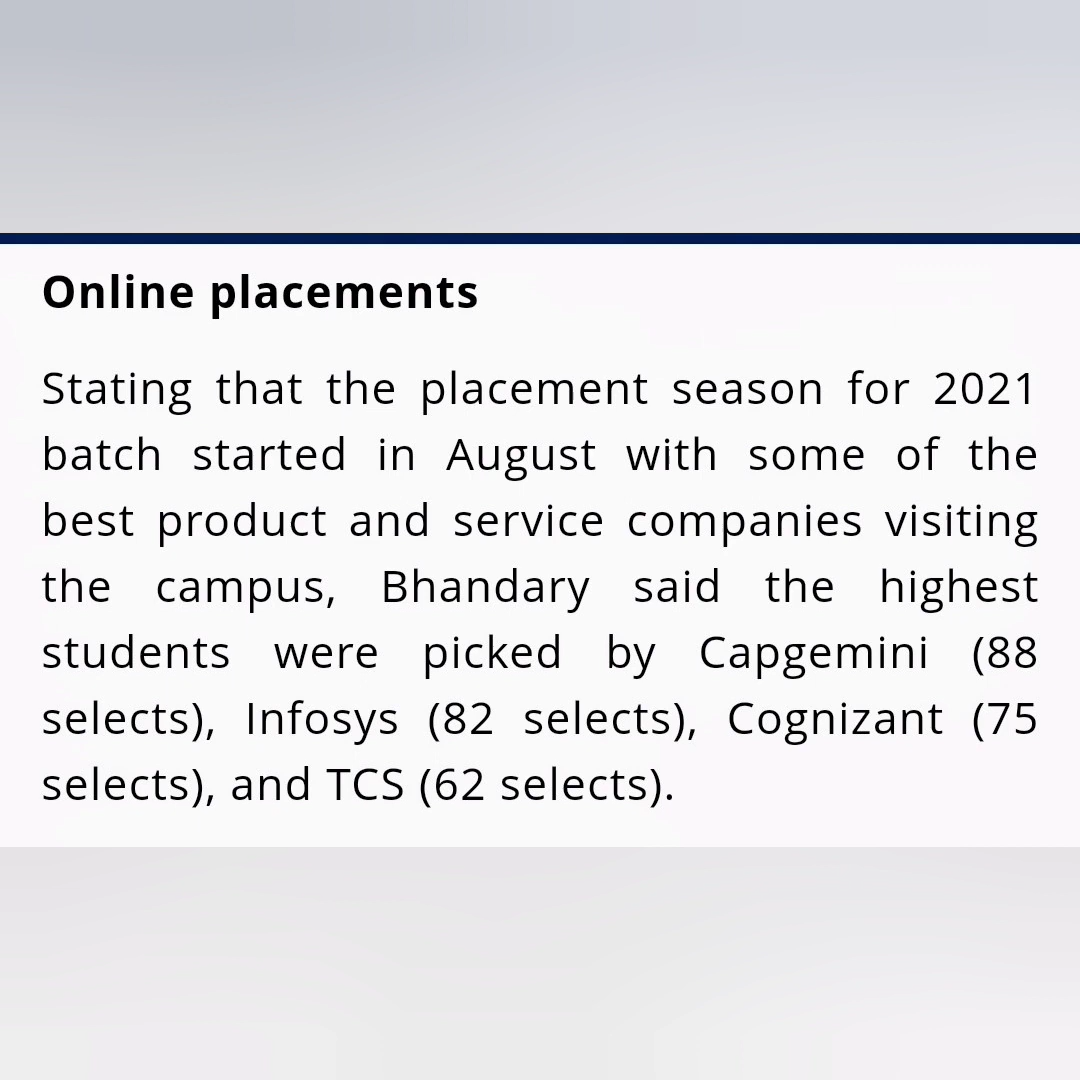 Online placements
Stating that the placement season for 2021
batch started in August with some of the
best product and service companies visiting
the campus, Bhandary said the highest
students were picked by Capgemini (88
selects), Infosys (82 selects), Cognizant (75
selects), and TCS (62 selects).